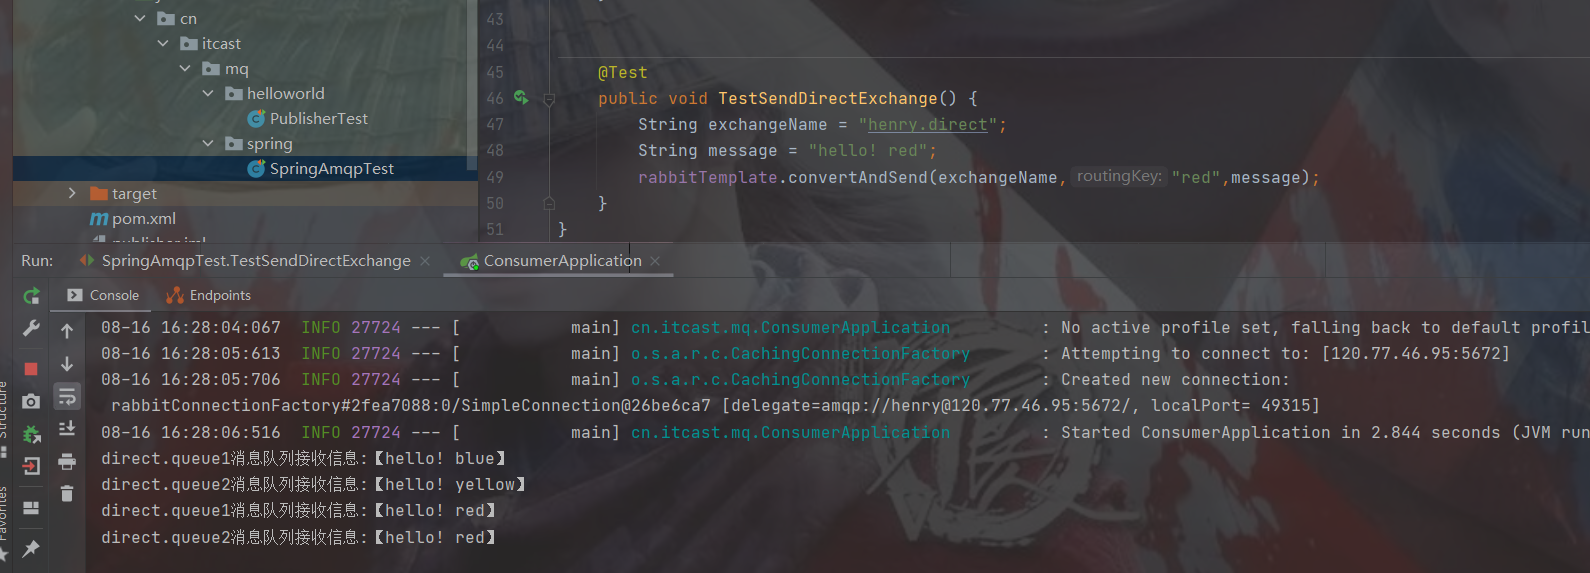 cn
itcast
mq
helloworld
PublisherTest
spring
SpringAmqpTest
target
pom.xml
publisher.iml
43
44
45 @Test
46 public void TestSendDirectExchange() {
47 String exchangeName = "henry.direct";
48 String message = "hello! red";
49 rabbitTemplate.convertAndSend(exchangeName, routingKey: "red",message);
50 }
51 }
Run: SpringAmqpTest.TestSendDirectExchange × ConsumerApplication ×
Console Endpoints
08-16 16:28:04:067 INFO 27724 --- [ main] cn.itcast.mq.ConsumerApplication : No active profile set, falling back to default profil
08-16 16:28:05:613 INFO 27724 --- [ main] o.s.a.r.c.CachingConnectionFactory : Attempting to connect to: [120.77.46.95:5672]
08-16 16:28:05:706 INFO 27724 --- [ main] o.s.a.r.c.CachingConnectionFactory : Created new connection:
rabbitConnectionFactory#2fea7088:0/SimpleConnection@26be6ca7 [delegate=amqp://henry@120.77.46.95:5672/, localPort= 49315]
08-16 16:28:06:516 INFO 27724 --- [ main] cn.itcast.mq.ConsumerApplication : Started ConsumerApplication in 2.844 seconds (JVM run
direct.queue1消息队列接收信息:【hello! blue】
direct.queue2消息队列接收信息:【hello! yellow】
direct.queue1消息队列接收信息:【hello! red】
direct.queue2消息队列接收信息:【hello! red】
Structure
Favorites